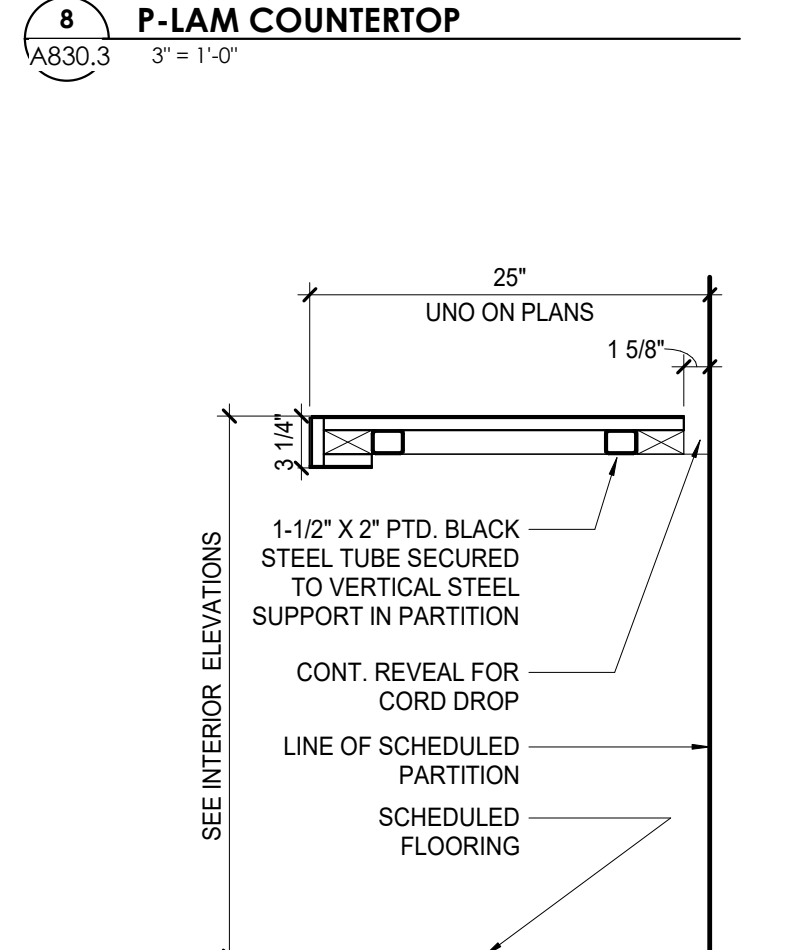 8
P-LAM COUNTERTOP
A830.3
3" = 1'-0"
25"
UNO ON PLANS
1 5/8"
3 1/4"
1-1/2" X 2" PTD. BLACK
STEEL TUBE SECURED
TO VERTICAL STEEL
SUPPORT IN PARTITION
SEE INTERIOR ELEVATIONS
CONT. REVEAL FOR
CORD DROP
LINE OF SCHEDULED
PARTITION
SCHEDULED
FLOORING